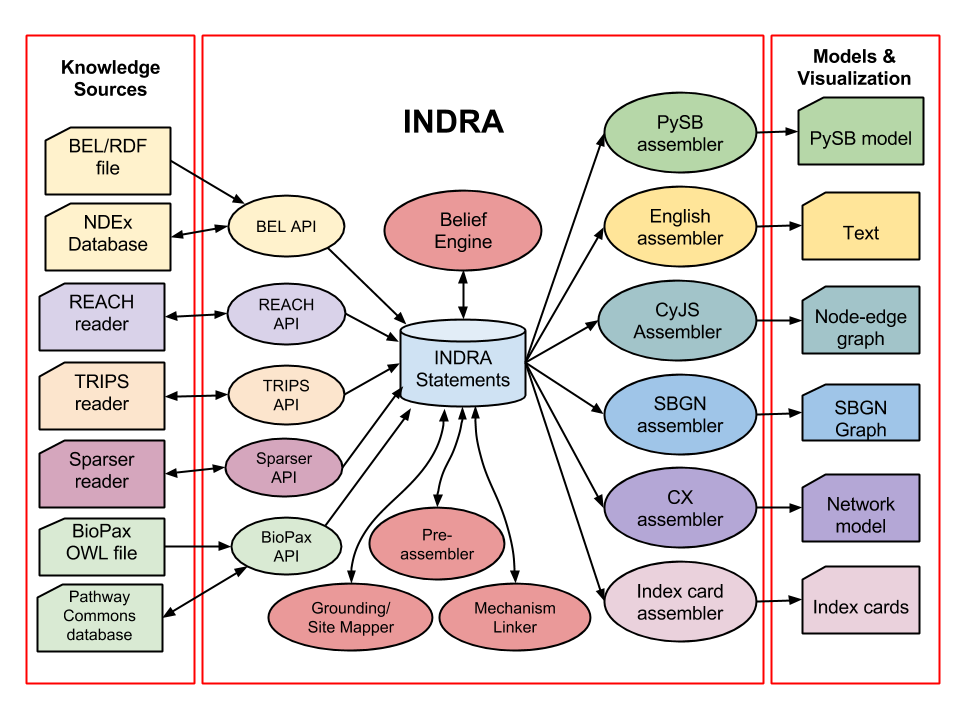 Knowledge
Sources
BEL/RDF
file
NDEx
Database
REACH
reader
TRIPS
reader
Sparser
reader
BioPax
OWL file
Pathway
Commons
database
INDRA
BEL API
REACH
API
TRIPS
API
Sparser
API
BioPax
API
Belief
Engine
INDRA
Statements
Pre-
assembler
Grounding/
Site Mapper
Mechanism
Linker
PySB
assembler
English
assembler
CyJS
Assembler
SBGN
assembler
CX
assembler
Index card
assembler
Models &
Visualization
PySB model
Text
Node-edge
graph
SBGN
Graph
Network
model
Index cards